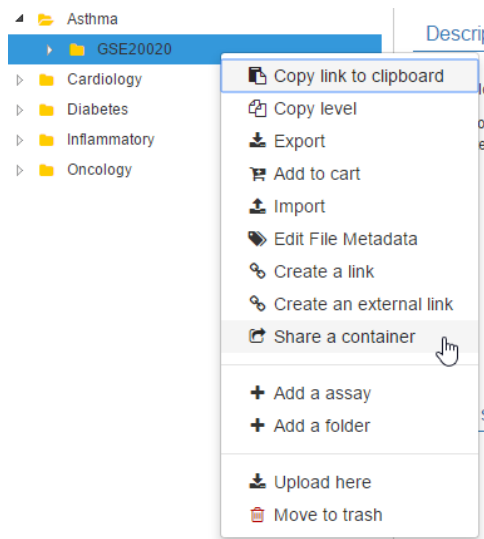 Asthma
GSE20020
Cardiology
Diabetes
Inflammatory
Oncology
Descrip
Copy link to clipboard
Copy level
Export
Add to cart
Import
Edit File Metadata
Create a link
Create an external link
Share a container
Add a assay
Add a folder
Upload here
Move to trash